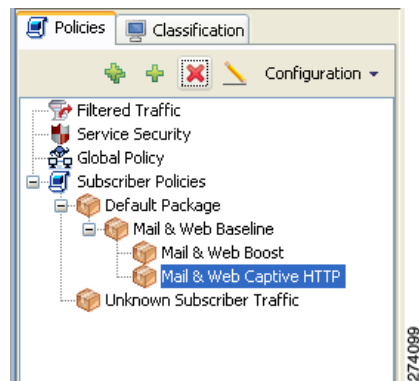 Policies Classification
Configuration
Filtered Traffic
Service Security
Global Policy
Subscriber Policies
Default Package
Mail & Web Baseline
Mail & Web Boost
Mail & Web Captive HTTP
Unknown Subscriber Traffic
274099